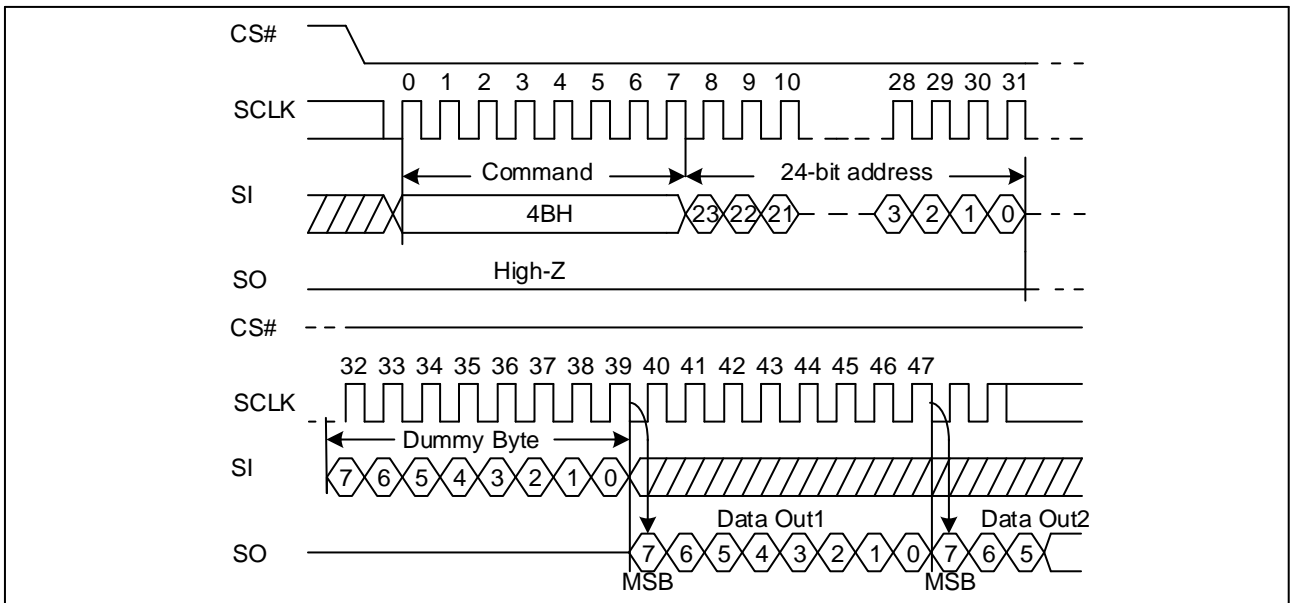 CS#
0 1 2 3 4 5 6 7 8 9 10 28 29 30 31
SCLK
Command 24-bit address
SI
4BH 23 22 21 3 2 1 0
High-Z
SO
CS#
32 33 34 35 36 37 38 39 40 41 42 43 44 45 46 47
SCLK
Dummy Byte
SI
7 6 5 4 3 2 1 0
Data Out1 Data Out2
SO
7 6 5 4 3 2 1 0 7 6 5
MSB MSB